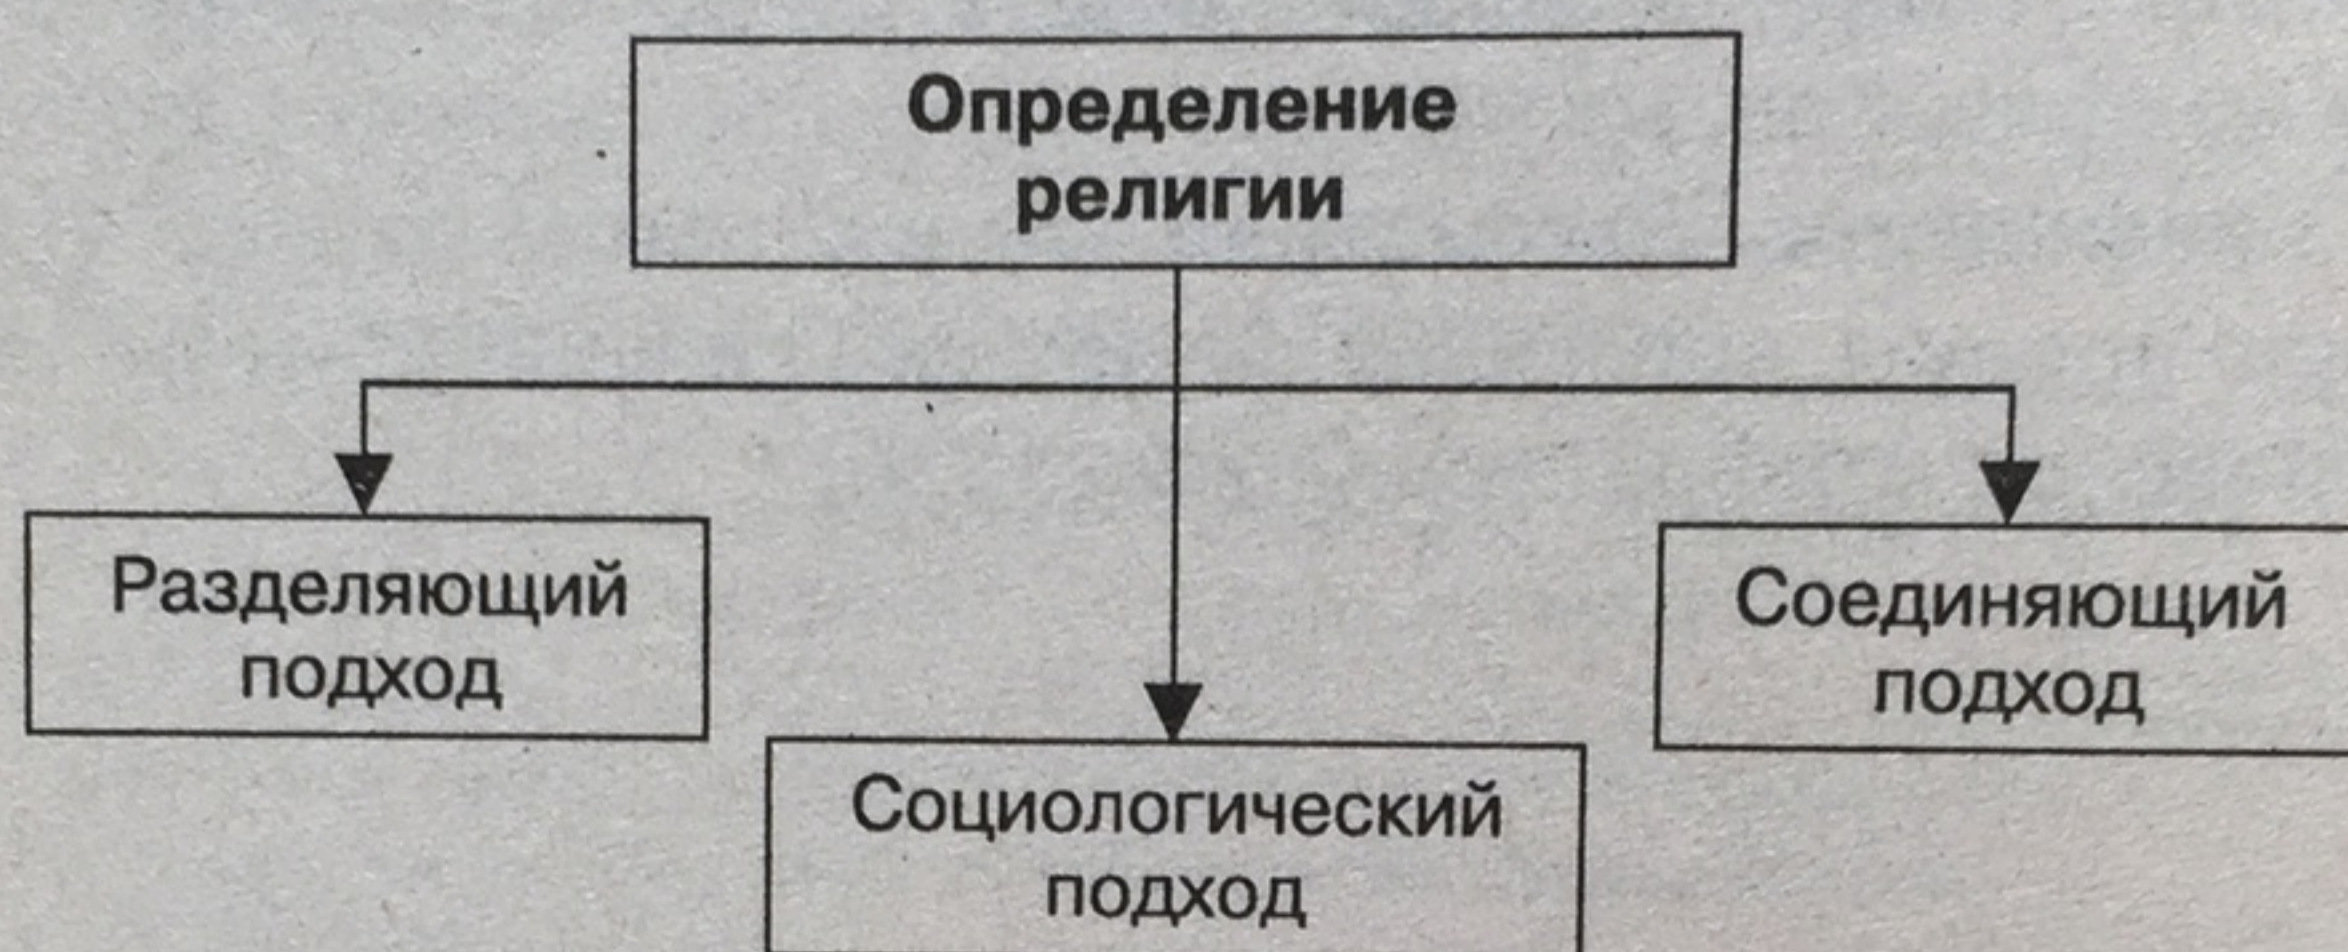 Определение
религии
Разделяющий
подход
Социологический
подход
Соединяющий
подход